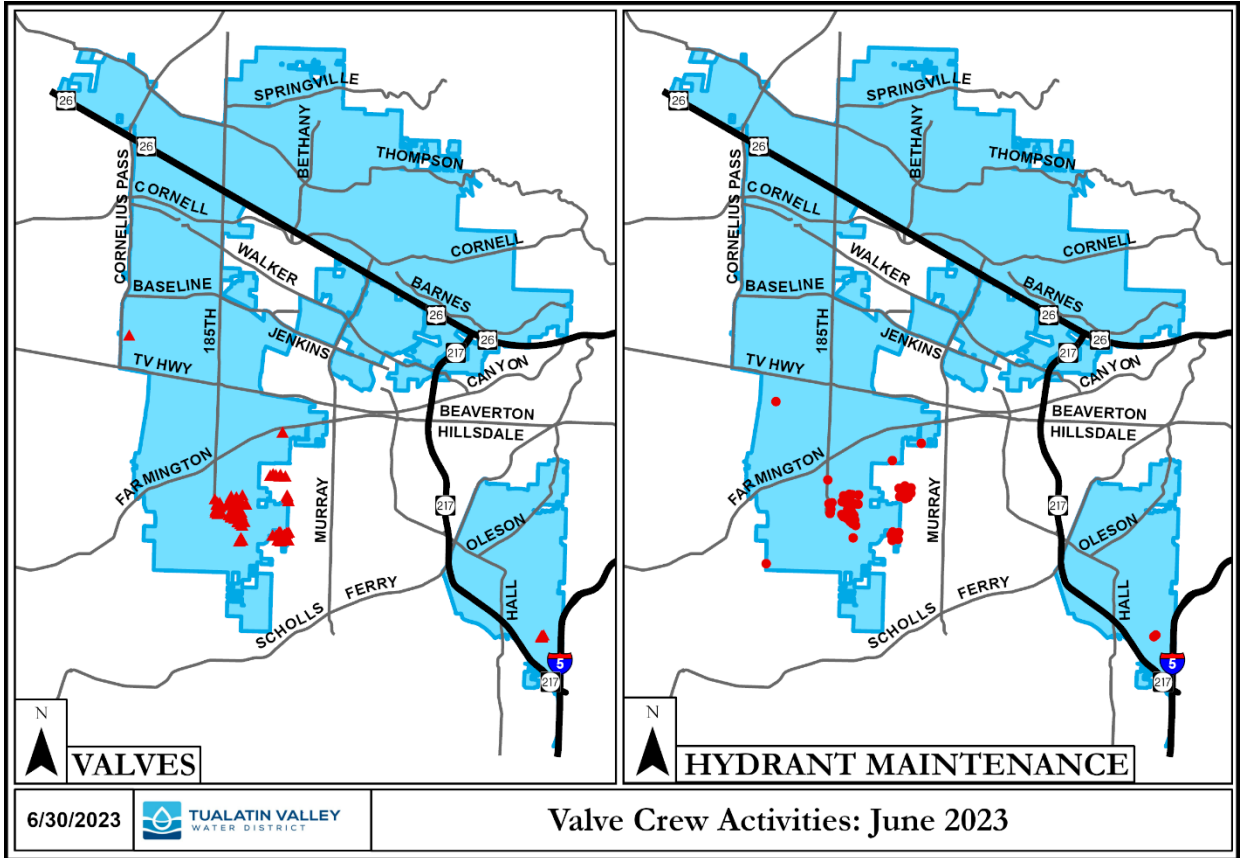 26
SPRINGVILLE
26
BETHANY
THOMPSON
CORNELIUS PASS
CORNELL
CORNELL
WALKER
BASELINE
BARNES
26
26
185TH
JENKINS
217
TV HWY
CANYON
BEAVERTON
HILLSDALE
FARMINGTON
217
MURRAY
OLESON
FERRY
SCHOLLS
HALL
5
217
N
VALVES
26
SPRINGVILLE
26
BETHANY
THOMPSON
CORNELIUS PASS
CORNELL
CORNELL
WALKER
BASELINE
BARNES
26
26
185TH
JENKINS
217
TV HWY
CANYON
BEAVERTON
HILLSDALE
FARMINGTON
217
MURRAY
OLESON
FERRY
SCHOLLS
HALL
5
217
N
HYDRANT MAINTENANCE
6/30/2023
TUALATIN VALLEY
WATER DISTRICT
Valve Crew Activities: June 2023